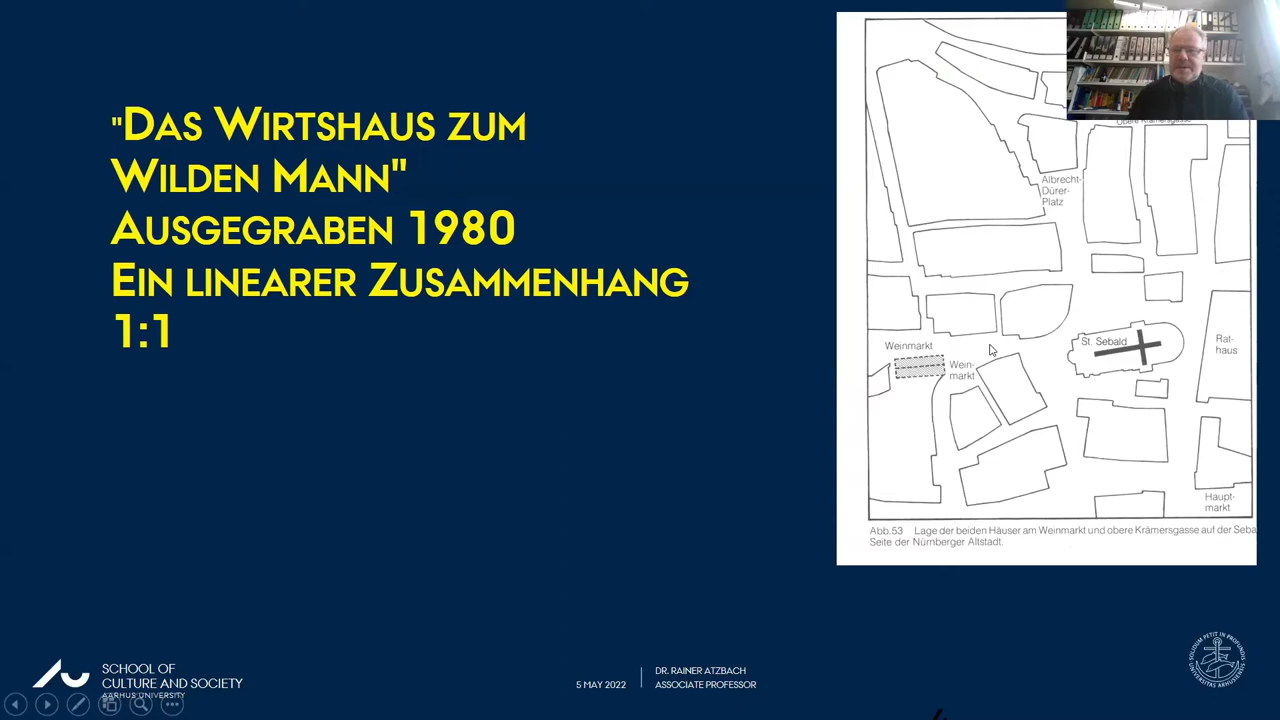 "Das Wirtshaus zum
Wilden Mann"
Ausgegraben 1980
Ein linearer Zusammenhang
1:1
Obere Krämersgasse
Albrecht-
Dürer-
Platz
Weinmarkt
Wein-
markt
St. Sebald
Rat-
haus
Haupt-
markt
Abb.53 Lage der beiden Häuser am Weinmarkt und obere Krämersgasse auf der Seba
Seite der Nürnberger Altstadt.
SCHOOL OF
CULTURE AND SOCIETY
AARHUS UNIVERSITY
5 MAY 2022
DR. RAINER ATZBACH
ASSOCIATE PROFESSOR